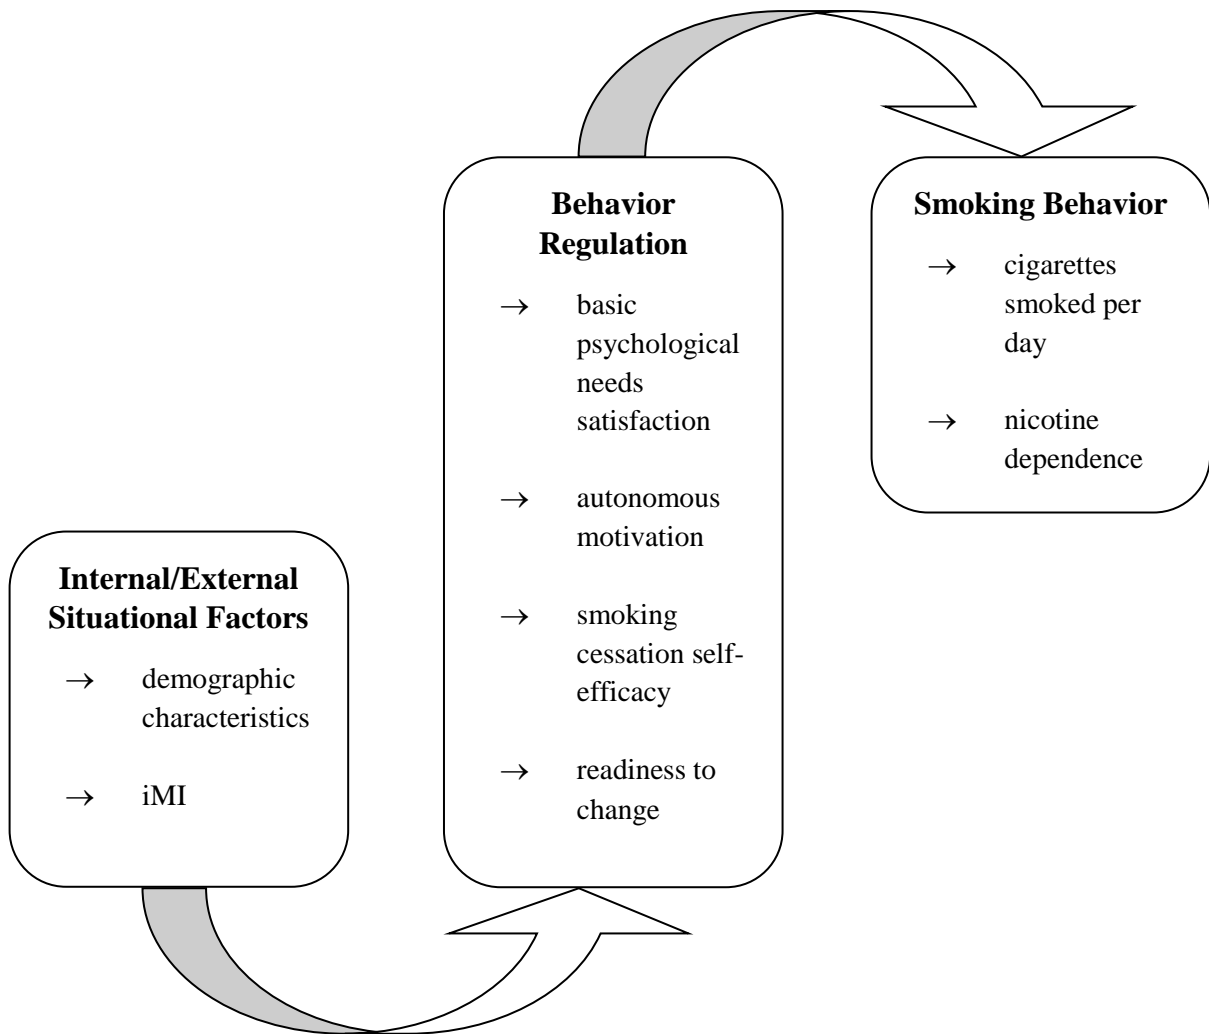 Internal/External
Situational Factors
→ demographic
characteristics
→ iMI
Behavior
Regulation
→ basic
psychological
needs
satisfaction
→ autonomous
motivation
→ smoking
cessation self-
efficacy
→ readiness to
change
Smoking Behavior
→ cigarettes
smoked per
day
→ nicotine
dependence